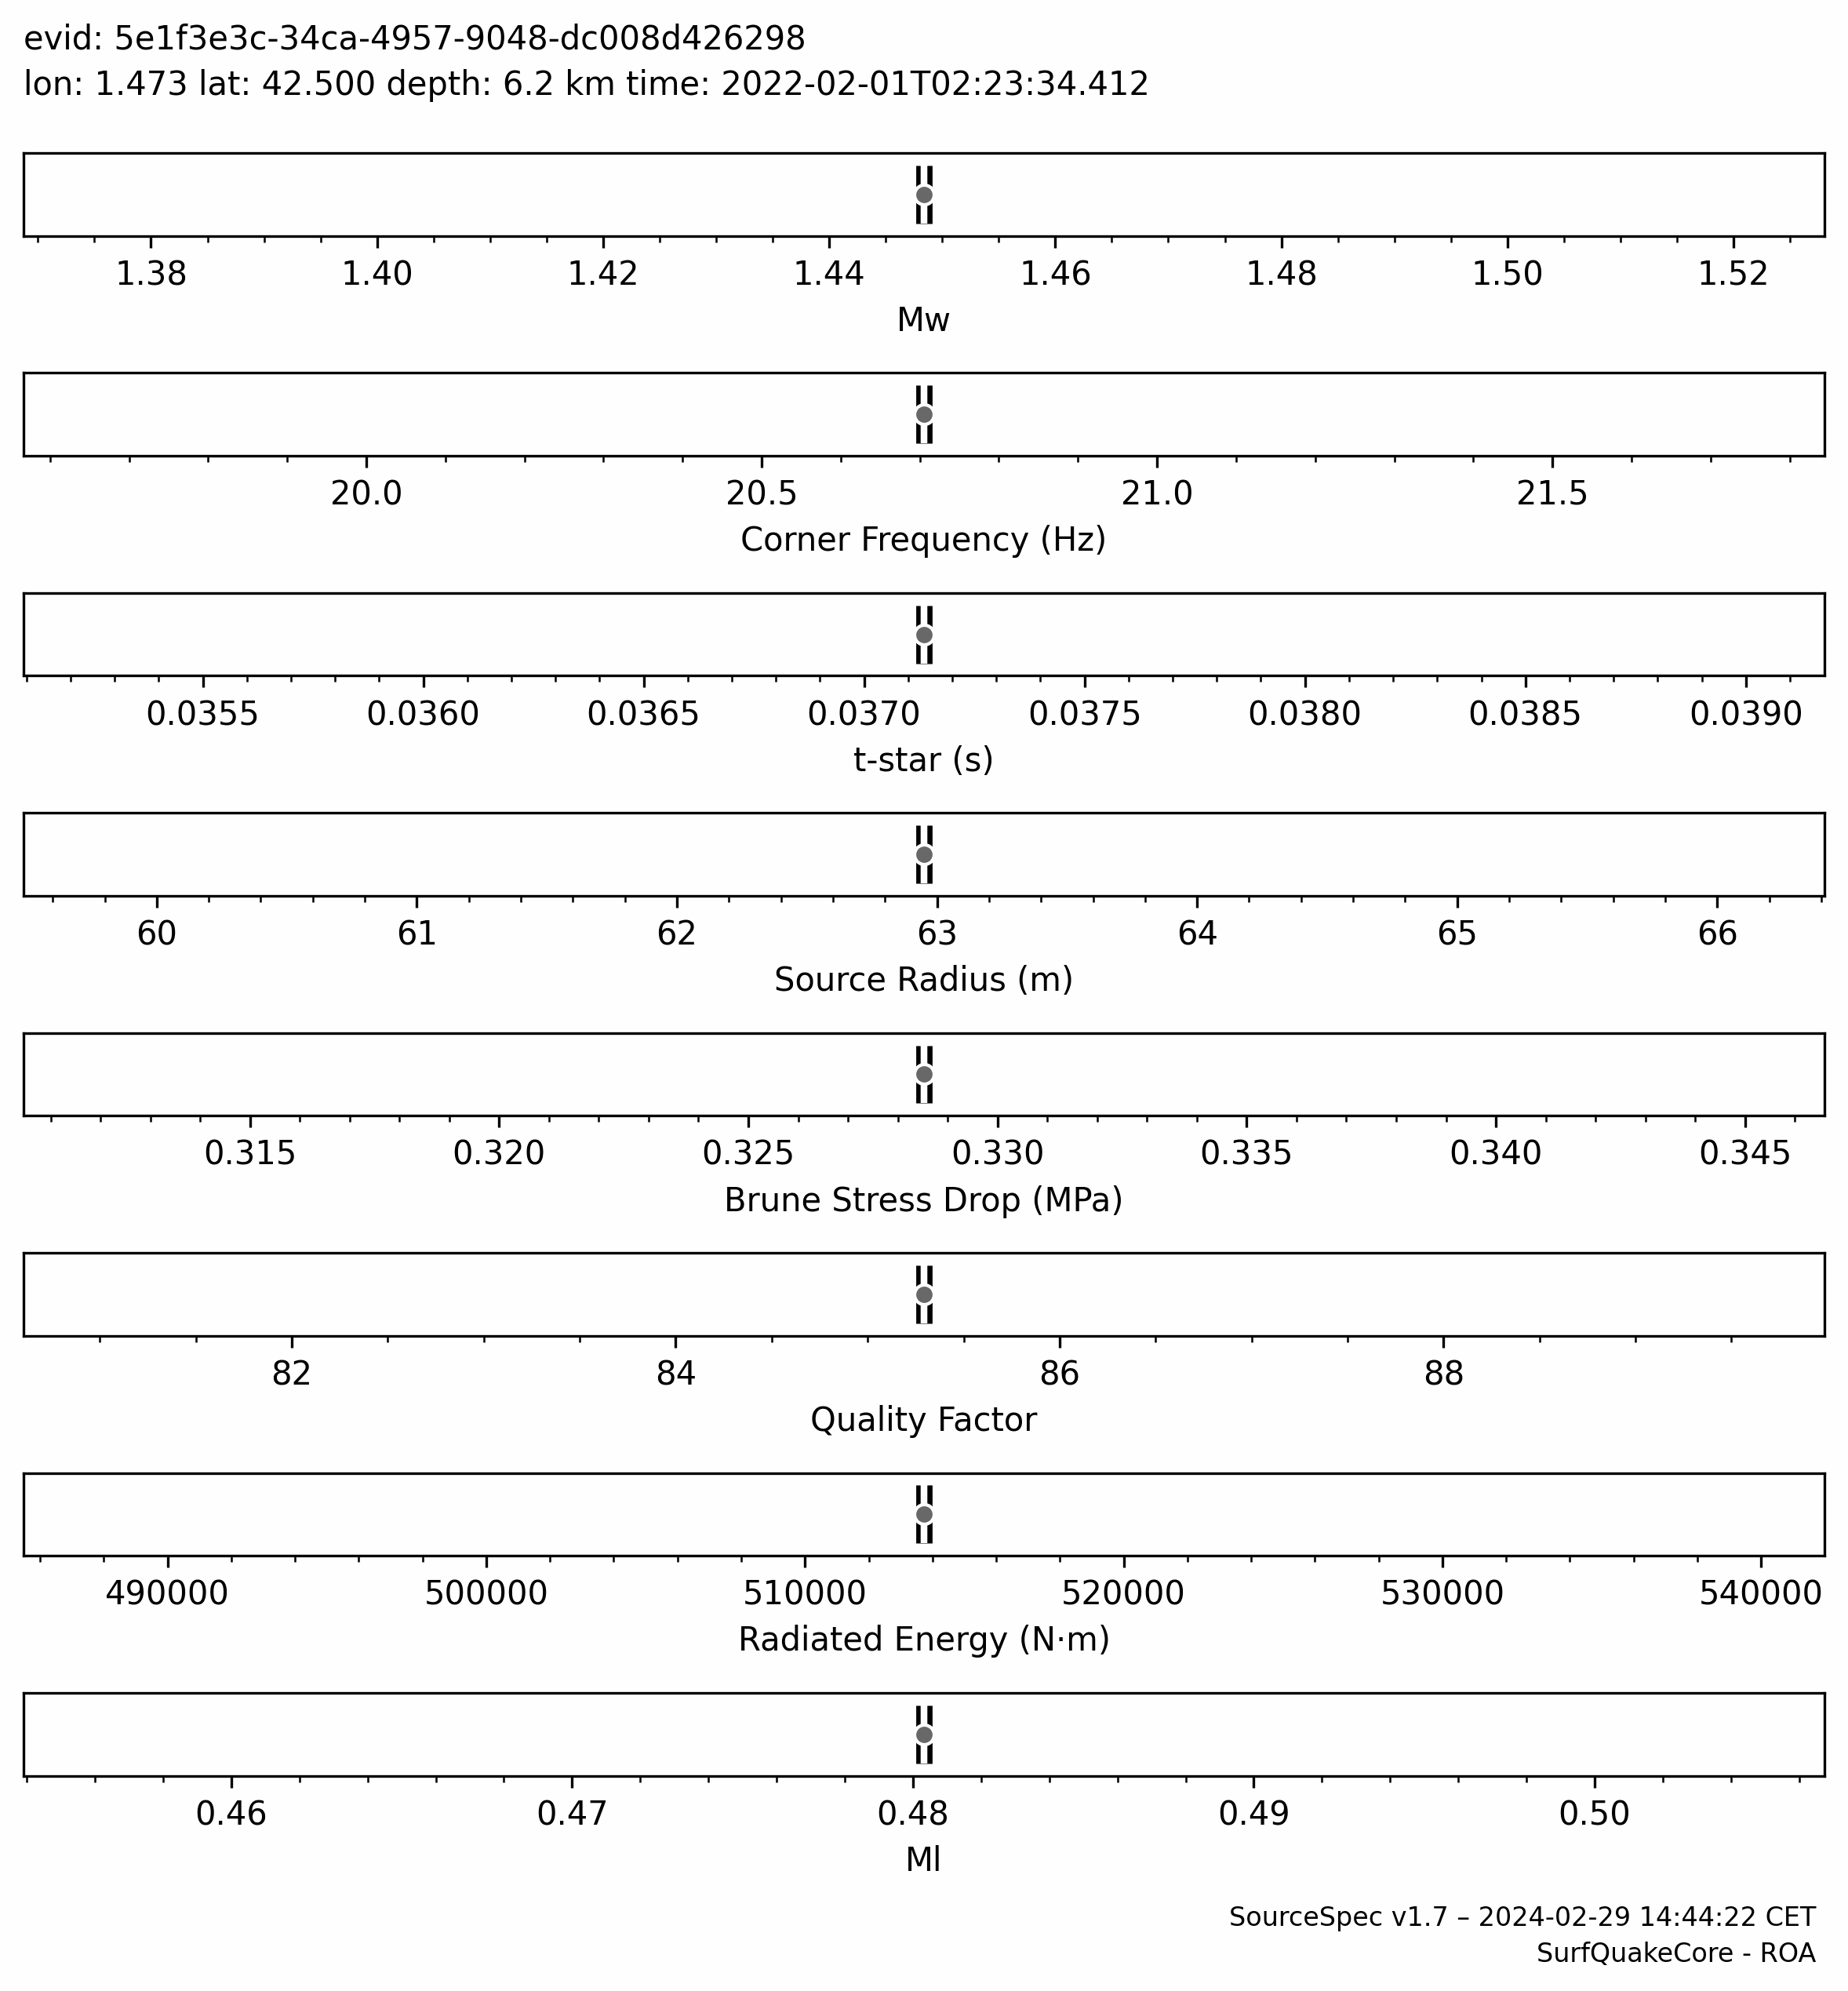 evid: 5e1f3e3c-34ca-4957-9048-dc008d426298
lon: 1.473 lat: 42.500 depth: 6.2 km time: 2022-02-01T02:23:34.412
1.38 1.40 1.42 1.44 1.46 1.48 1.50 1.52
Mw
20.0 20.5 21.0 21.5
Corner Frequency (Hz)
0.0355 0.0360 0.0365 0.0370 0.0375 0.0380 0.0385 0.0390
t-star (s)
60 61 62 63 64 65 66
Source Radius (m)
0.315 0.320 0.325 0.330 0.335 0.340 0.345
Brune Stress Drop (MPa)
82 84 86 88
Quality Factor
490000 500000 510000 520000 530000 540000
Radiated Energy (N·m)
0.46 0.47 0.48 0.49 0.50
Ml
SourceSpec v1.7 – 2024-02-29 14:44:22 CET
SurfQuakeCore - ROA